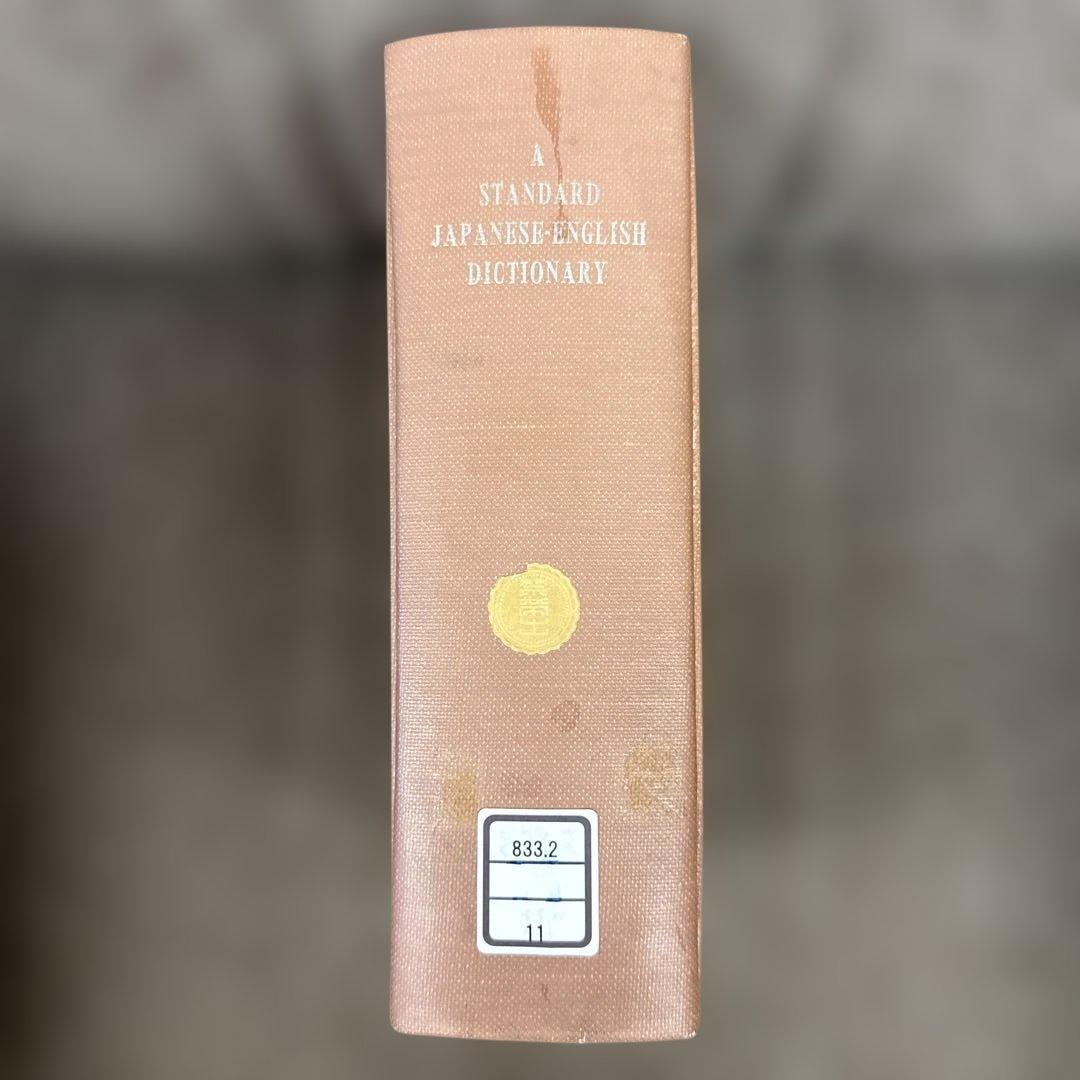 A
STANDARD
JAPANESE-ENGLISH
DICTIONARY
833.2
11